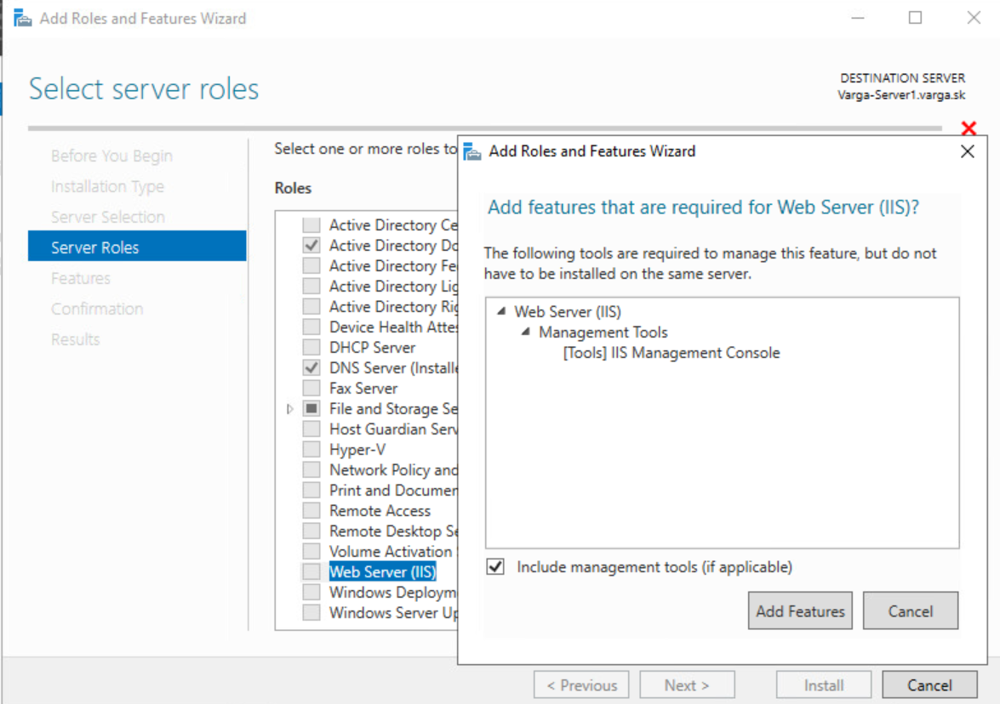 Add Roles and Features Wizard
Select server roles
DESTINATION SERVER
Varga-Server1.varga.sk
Before You Begin
Installation Type
Server Selection
Server Roles
Features
Confirmation
Results
Select one or more roles to
Roles
Active Directory Ce
Active Directory Do
Active Directory Fe
Active Directory Lig
Active Directory Rig
Device Health Attes
DHCP Server
DNS Server (Installe
Fax Server
File and Storage Se
Host Guardian Serv
Hyper-V
Network Policy and
Print and Documen
Remote Access
Remote Desktop Se
Volume Activation
Web Server (IIS)
Windows Deploym
Windows Server Up
Add Roles and Features Wizard
Add features that are required for Web Server (IIS)?
The following tools are required to manage this feature, but do not
have to be installed on the same server.
Web Server (IIS)
Management Tools
[Tools] IIS Management Console
Include management tools (if applicable)
Add Features
Cancel
< Previous
Next >
Install
Cancel